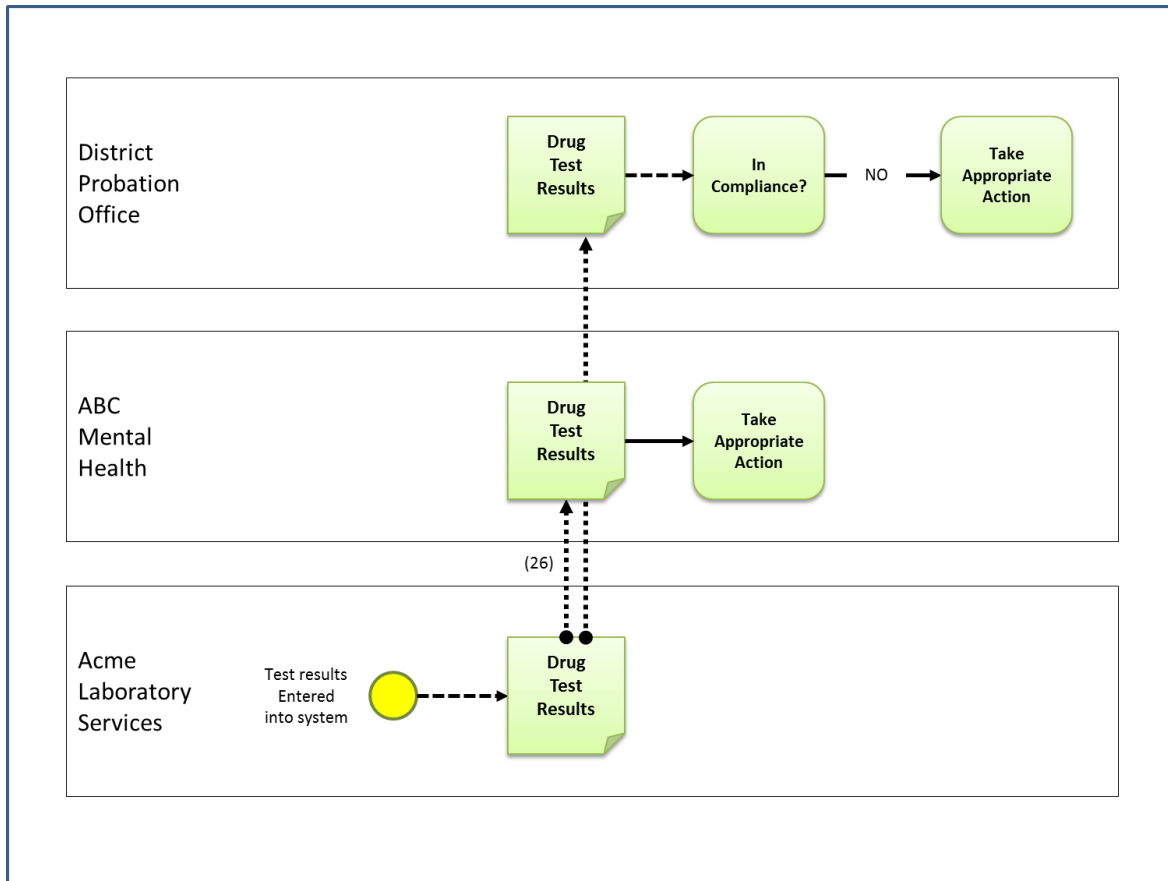 District
Probation
Office
Drug
Test
Results
In
Compliance?
NO
Take
Appropriate
Action
ABC
Mental
Health
Drug
Test
Results
Take
Appropriate
Action
(26)
Acme
Laboratory
Services
Test results
Entered
into system
Drug
Test
Results